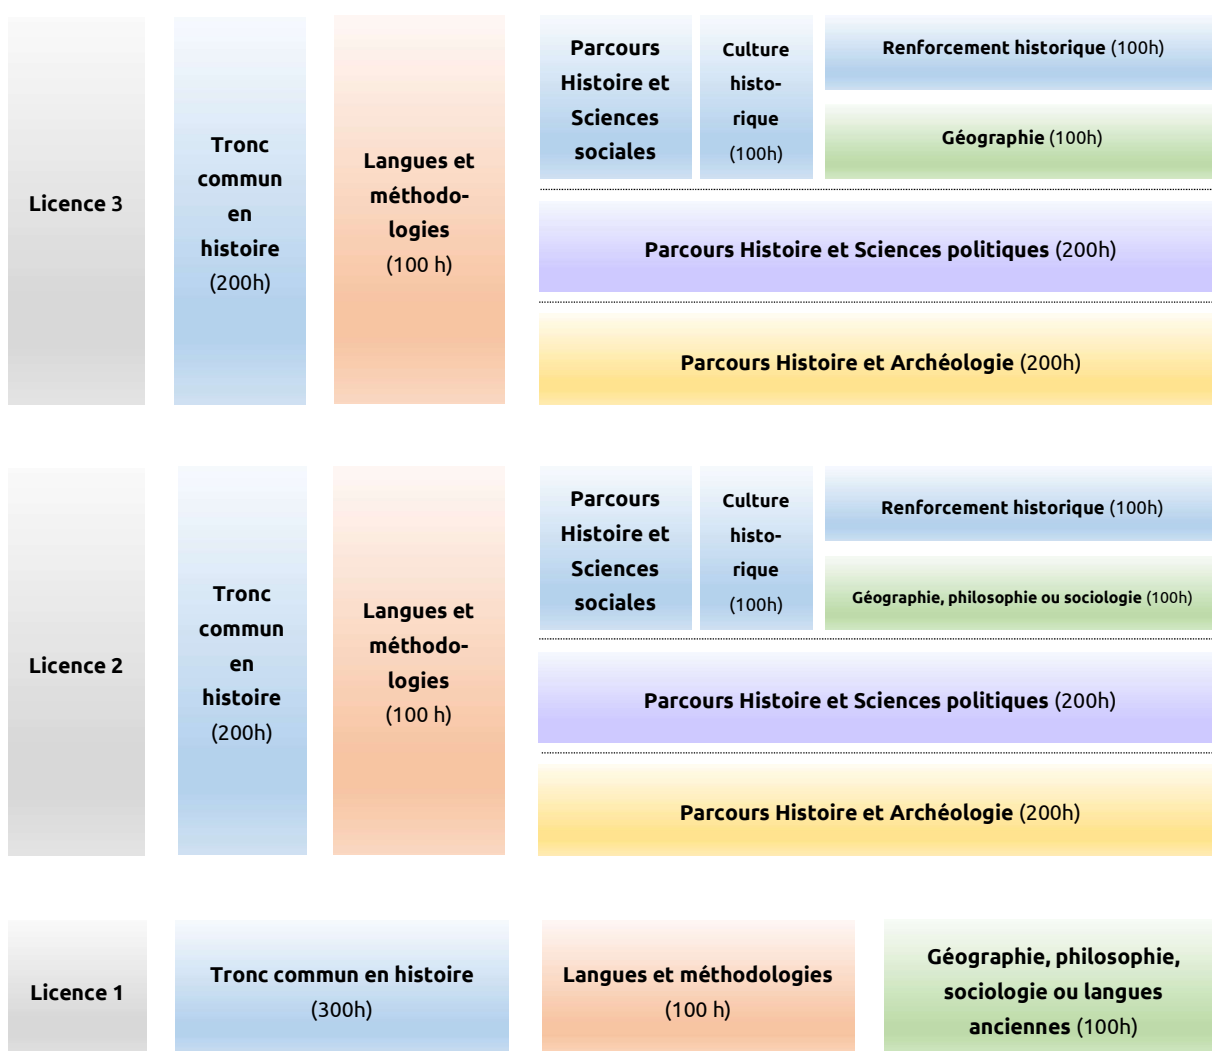 Licence 3
Tronc
commun
en
histoire
(200h)
Langues et
méthodo-
logies
(100 h)
Parcours
Histoire et
Sciences
sociales
Culture
histo-
rique
(100h)
Renforcement historique (100h)
Géographie (100h)
Parcours Histoire et Sciences politiques (200h)
Parcours Histoire et Archéologie (200h)
Licence 2
Tronc
commun
en
histoire
(200h)
Langues et
méthodo-
logies
(100 h)
Parcours
Histoire et
Sciences
sociales
Culture
histo-
rique
(100h)
Renforcement historique (100h)
Géographie, philosophie ou sociologie (100h)
Parcours Histoire et Sciences politiques (200h)
Parcours Histoire et Archéologie (200h)
Licence 1
Tronc commun en histoire
(300h)
Langues et méthodologies
(100 h)
Géographie, philosophie,
sociologie ou langues
anciennes (100h)